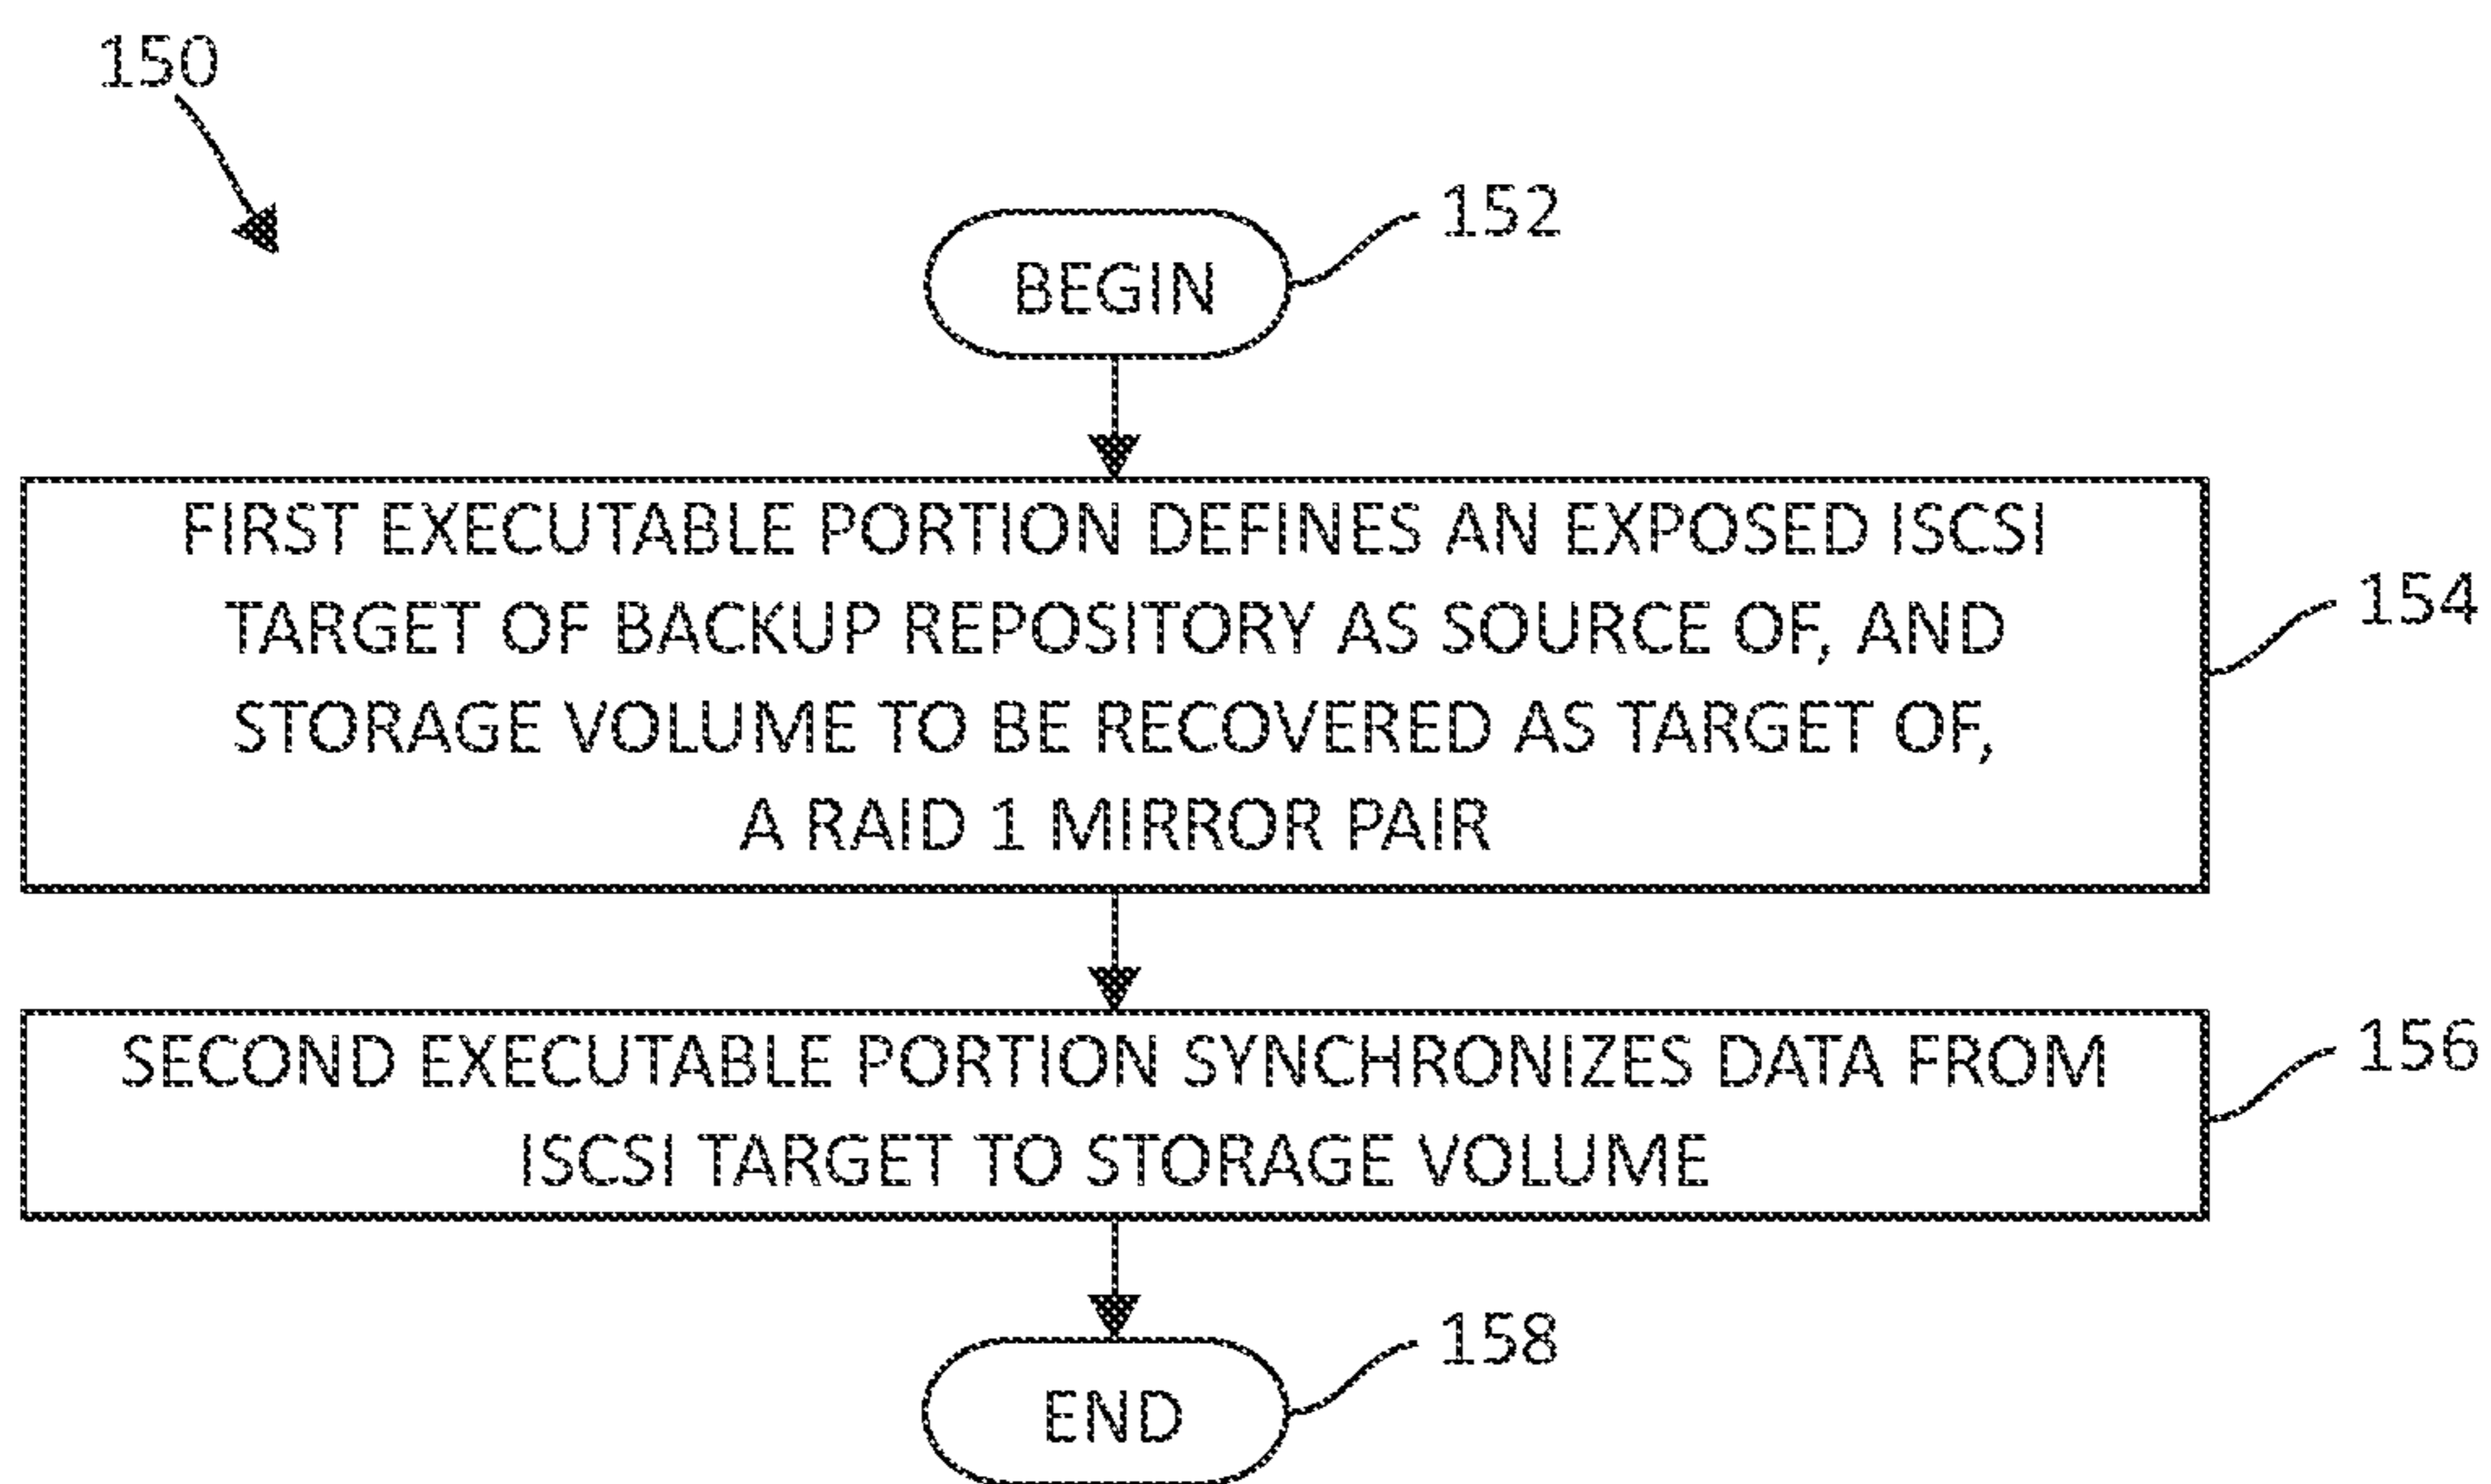 150
152
BEGIN
FIRST EXECUTABLE PORTION DEFINES AN EXPOSED ISCSI
TARGET OF BACKUP REPOSITORY AS SOURCE OF, AND
STORAGE VOLUME TO BE RECOVERED AS TARGET OF,
A RAID 1 MIRROR PAIR
154
SECOND EXECUTABLE PORTION SYNCHRONIZES DATA FROM
ISCSI TARGET TO STORAGE VOLUME
156
158
END